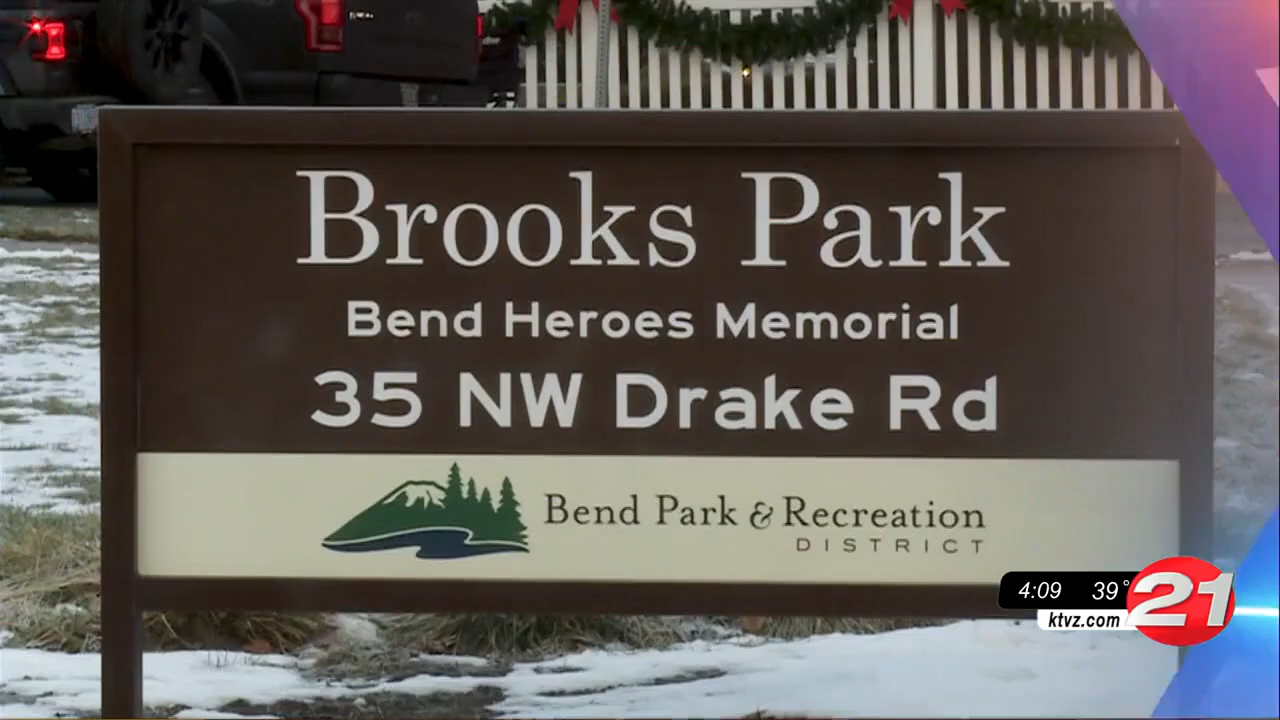 Brooks Park
Bend Heroes Memorial
35 NW Drake Rd
Bend Park & Recreation
DISTRICT
4:09 39°
21
ktvz.com